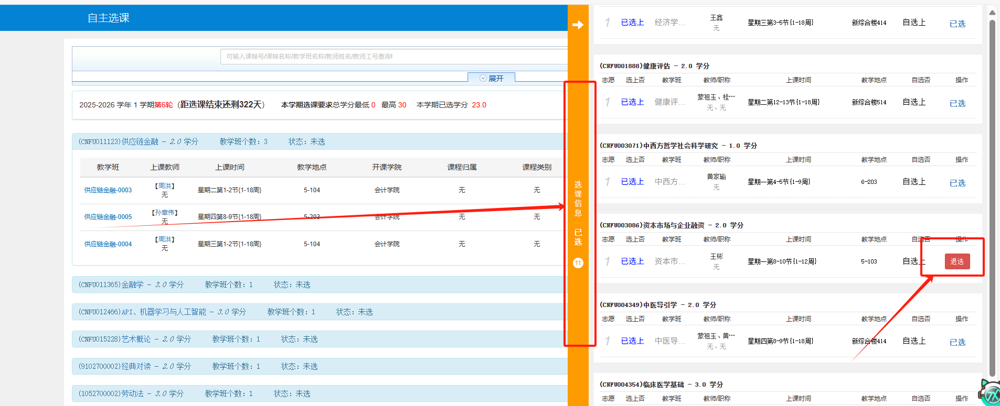 自主选课
可输入课程号/课程名称/教学班名称/教师姓名/教师工号查询!
展开
2025-2026 学年 1 学期第6轮（距选课结束还剩322天） 本学期选课要求总学分最低 0 最高 30 本学期已选学分 23.0
(CNFU011123)供应链金融 - 2.0 学分 教学班个数：3 状态：未选
教学班 上课教师 上课时间 教学地点 开课学院 课程归属 课程类别
供应链金融-0003 【周洪】 星期二第1-2节{1-18周} 5-104 会计学院 无 无
无
供应链金融-0005 【孙章伟】 星期四第8-9节{1-18周} 5-203 会计学院 无 无
无
供应链金融-0004 【周洪】 星期三第1-2节{1-18周} 5-104 会计学院 无 无
无
(CNFU011365)金融学 - 3.0 学分 教学班个数：1 状态：未选
(CNFU012466)API、机器学习与人工智能 - 3.0 学分 教学班个数：1 状态：未选
(CNFU015228)艺术概论 - 2.0 学分 教学班个数：1 状态：未选
(9102700002)经典对读 - 2.0 学分 教学班个数：1 状态：未选
(1052700002)劳动法 - 3.0 学分 教学班个数：1 状态：未选
选课信息
已选
11
1 已选上 经济学... 王鑫 星期三第3-5节{1-18周} 新综合楼414 自选上 已选
无
(CNFU001888)健康评估 - 2.0 学分
志愿 选上否 教学班 教师/职称 上课时间 教学地点 自选否 操作
1 已选上 健康评... 蒙祖玉、桂… 星期二第12-13节{1-18周} 新综合楼514 自选上 已选
无、无
(CNFU003071)中西方哲学社会科学研究 - 1.0 学分
志愿 选上否 教学班 教师/职称 上课时间 教学地点 自选否 操作
1 已选上 中西方... 黄家瑜 星期一第4-5节{1-9周} 6-203 自选上 已选
无
(CNFU003086)资本市场与企业融资 - 2.0 学分
志愿 选上否 教学班 教师/职称 上课时间 教学地点 自选否 操作
1 已选上 资本市... 王彬 星期一第8-10节{1-12周} 5-103 自选上 退选
无
(CNFU004349)中医导引学 - 2.0 学分
志愿 选上否 教学班 教师/职称 上课时间 教学地点 自选否 操作
1 已选上 中医导... 蒙祖玉、黄… 星期四第8-9节{1-18周} 新综合楼414 自选上 已选
无、无
(CNFU004354)临床医学基础 - 3.0 学分
志愿 选上否 教学班 教师/职称 上课时间 教学地点 自选否 操作
7X